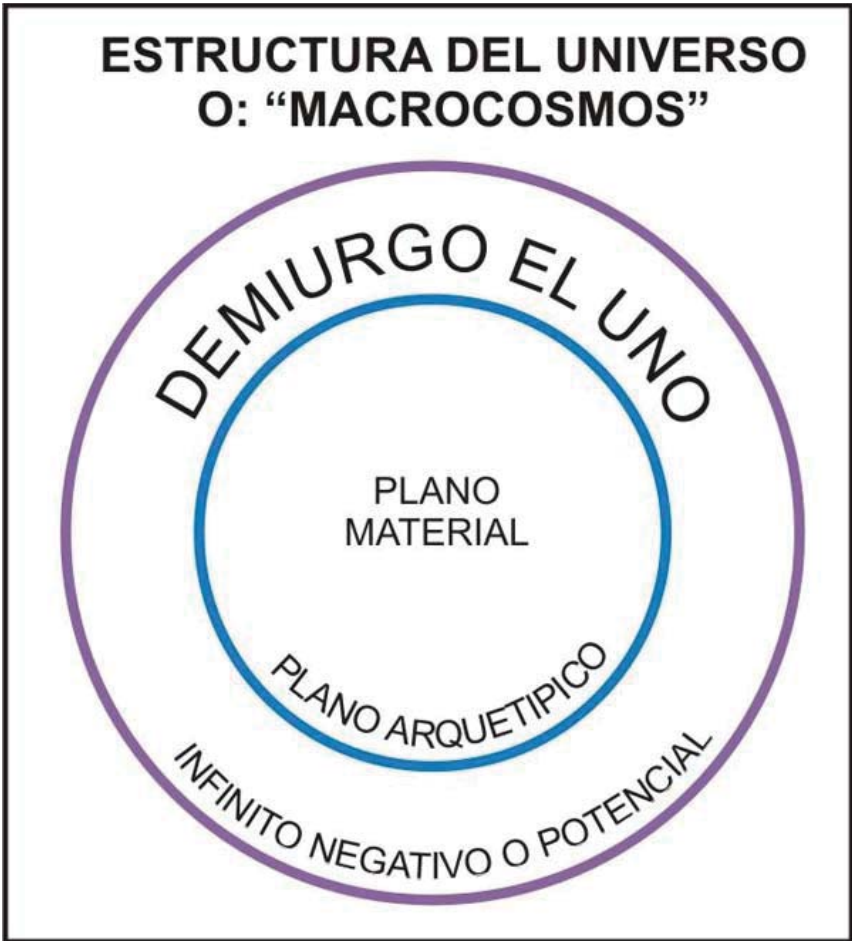 ESTRUCTURA DEL UNIVERSO
O: “MACROCOSMOS”
DEMIURGO EL UNO
PLANO
MATERIAL
PLANO ARQUETIPICO
INFINITO NEGATIVO O POTENCIAL